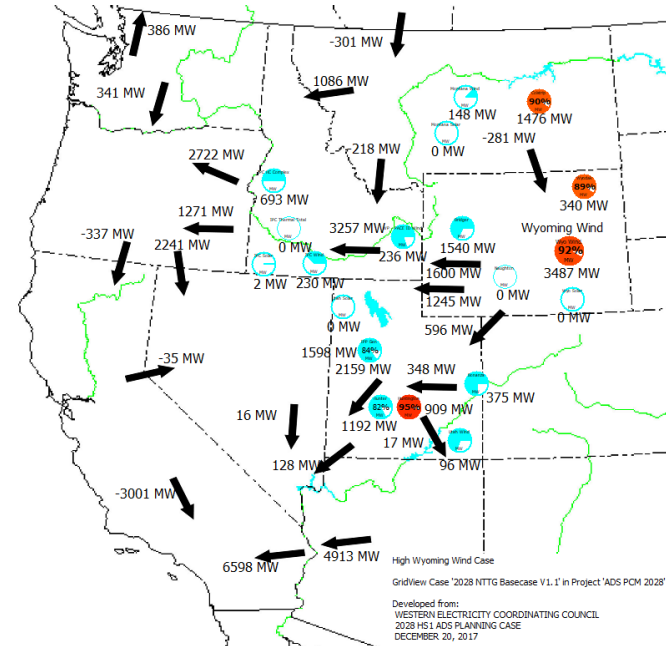 386 MW
-301 MW
341 MW
1086 MW
90%
MW
148 MW
1476 MW
0 MW
-281 MW
2722 MW
-218 MW
693 MW
89%
MW
340 MW
1271 MW
3257 MW
Wyoming Wind
-337 MW
2241 MW
0 MW
236 MW
1540 MW
92%
MW
3487 MW
2 MW
230 MW
1600 MW
0 MW
0 MW
1245 MW
0 MW
596 MW
1598 MW
84%
MW
-35 MW
2159 MW
348 MW
375 MW
82%
MW
95%
MW
909 MW
16 MW
1192 MW
17 MW
128 MW
96 MW
-3001 MW
6598 MW
4913 MW
High Wyoming Wind Case
GridView Case '2028 NTTG Basecase V1.1' in Project 'ADS PCM 2028'
Developed from:
WESTERN ELECTRICITY COORDINATING COUNCIL
2028 HS1 ADS PLANNING CASE
DECEMBER 20, 2017